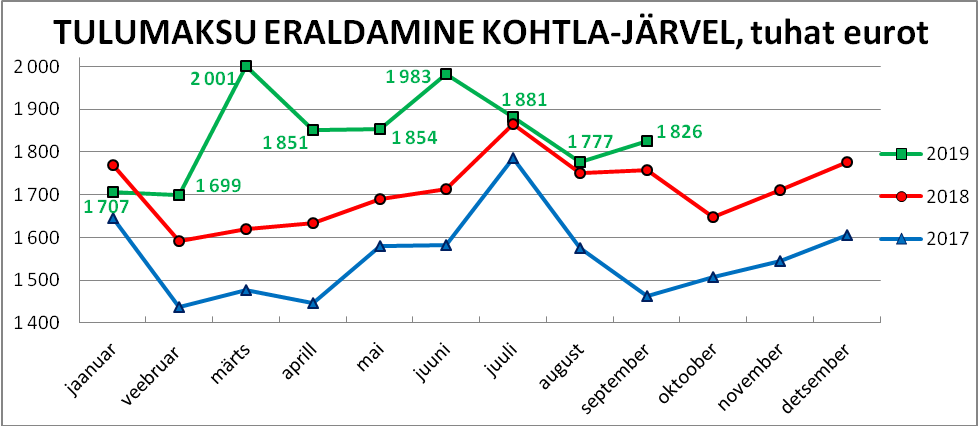 TULUMAKSU ERALDAMINE KOHTLA-JÄRVEL, tuhat eurot
2 000
1 900
1 800
1 700
1 600
1 500
1 400
1 707
1 699
2 001
1 851
1 854
1 983
1 881
1 777
1 826
2019
2018
2017
jaanuar
veebruar
märts
aprill
mai
juuni
juuli
august
september
oktoober
november
detsember